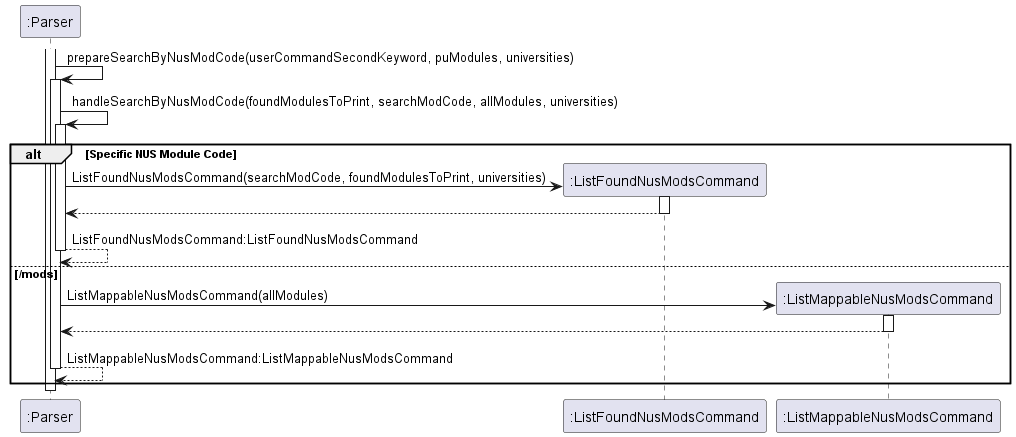 :Parser
prepareSearchByNusModCode(userCommandSecondKeyword, puModules, universities)
handleSearchByNusModCode(foundModulesToPrint, searchModCode, allModules, universities)
alt [Specific NUS Module Code]
ListFoundNusModsCommand(searchModCode, foundModulesToPrint, universities)
:ListFoundNusModsCommand
ListFoundNusModsCommand:ListFoundNusModsCommand
[/mods]
ListMappableNusModsCommand(allModules)
:ListMappableNusModsCommand
ListMappableNusModsCommand:ListMappableNusModsCommand
:Parser :ListFoundNusModsCommand :ListMappableNusModsCommand